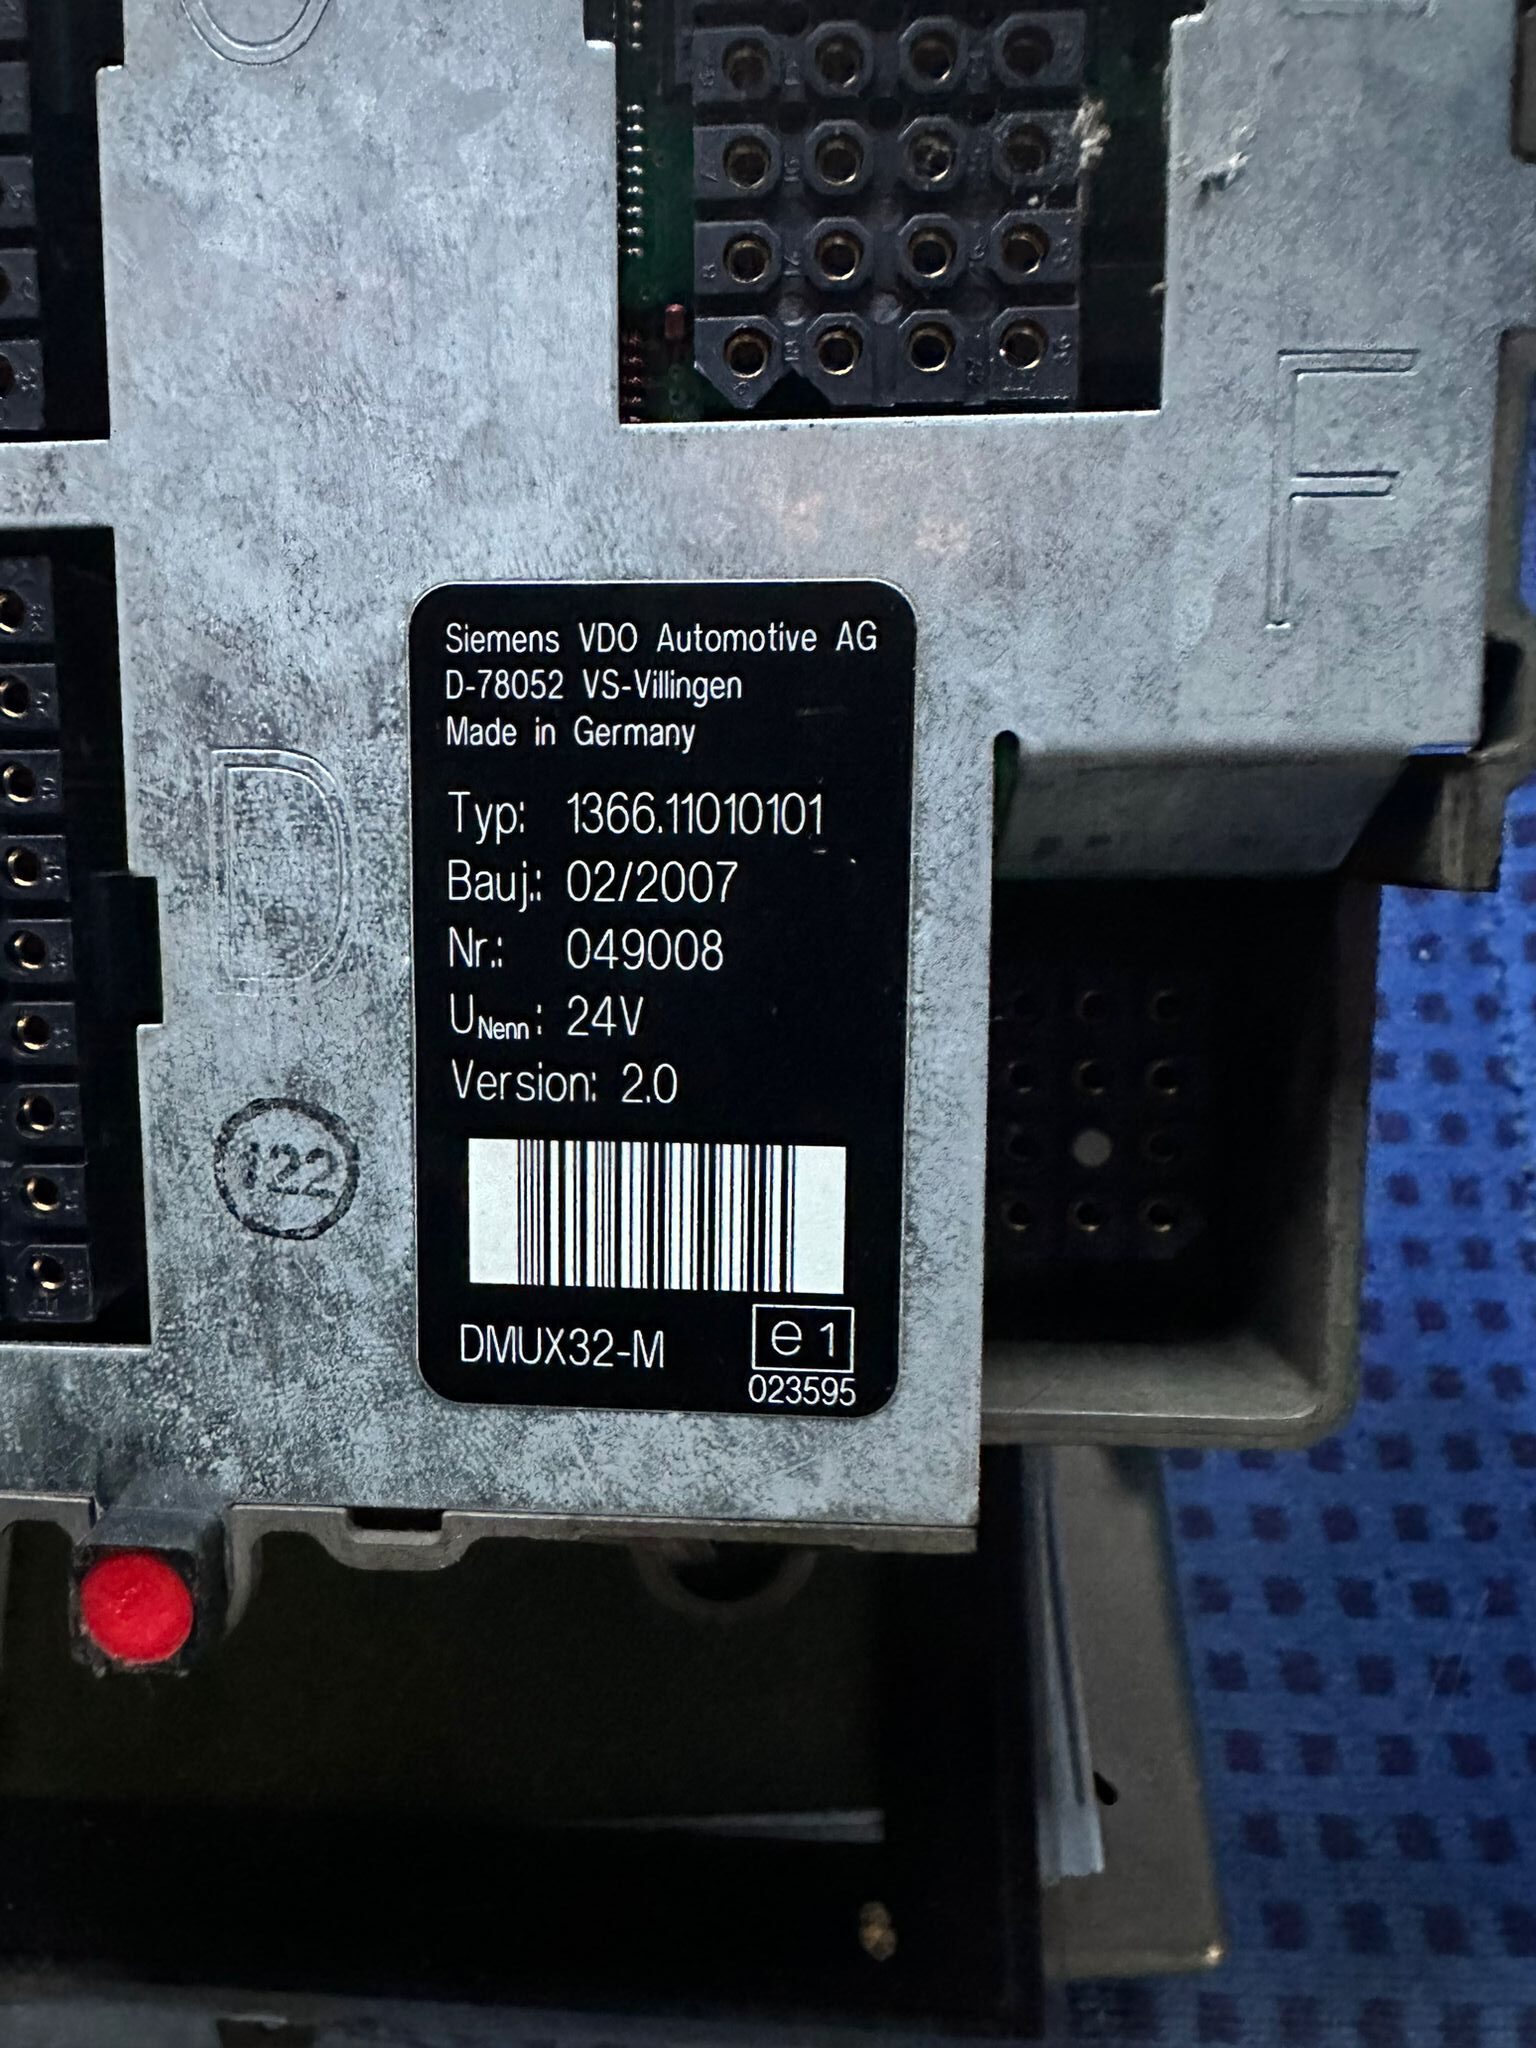 Siemens VDO Automotive AG
D-78052 VS-Villingen
Made in Germany
Typ: 1366.11010101
Bauj.: 02/2007
Nr.: 049008
UNenn: 24V
Version: 2.0
DMUX32-M
e1
023595
F
D
122